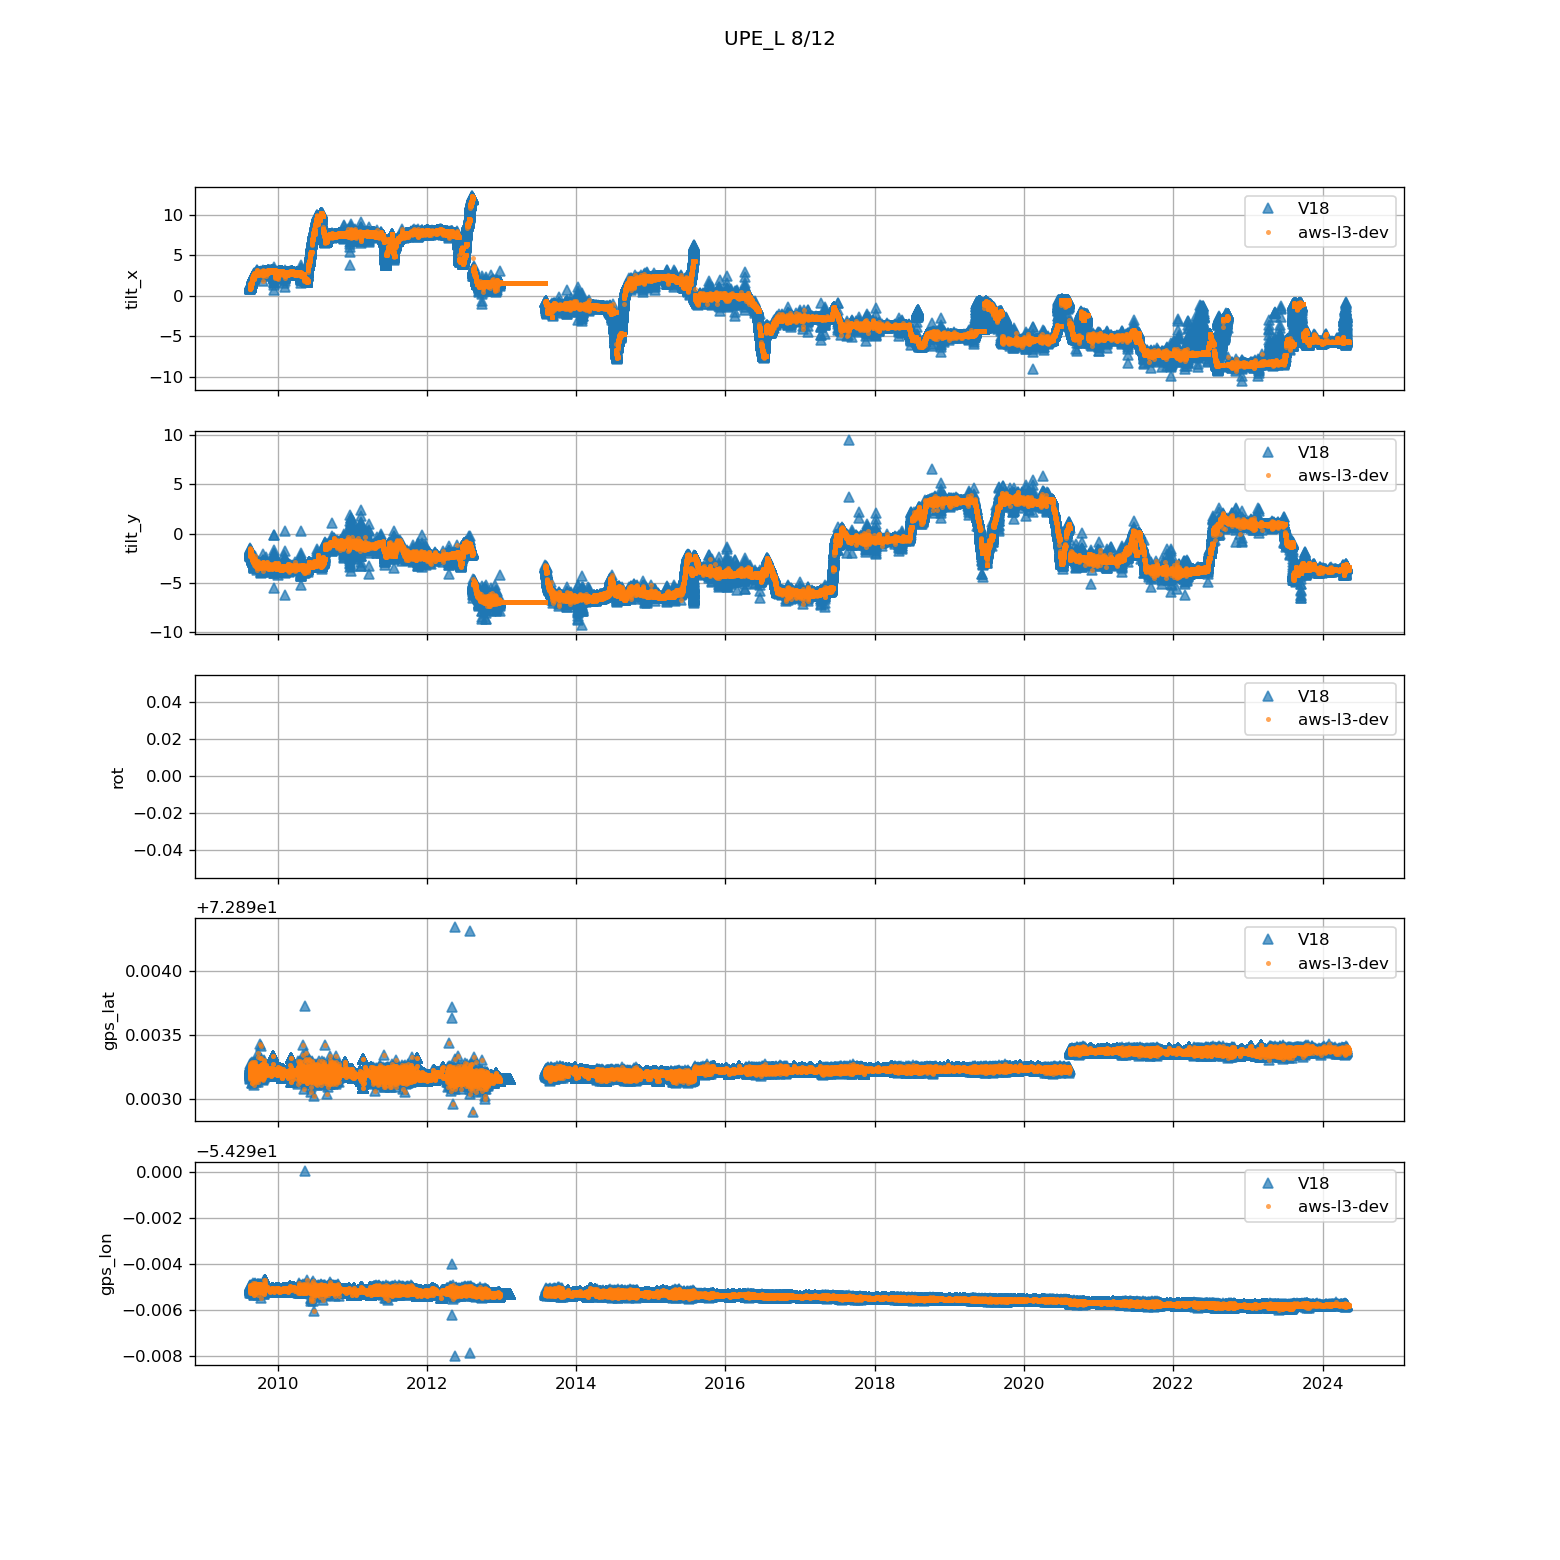 UPE_L 8/12
10
5
0
−5
−10
tilt_x
V18
aws-l3-dev
10
5
0
−5
−10
tilt_y
V18
aws-l3-dev
0.04
0.02
0.00
−0.02
−0.04
rot
V18
aws-l3-dev
+7.289e1
0.0040
0.0035
0.0030
gps_lat
V18
aws-l3-dev
−5.429e1
0.000
−0.002
−0.004
−0.006
−0.008
gps_lon
V18
aws-l3-dev
2010 2012 2014 2016 2018 2020 2022 2024